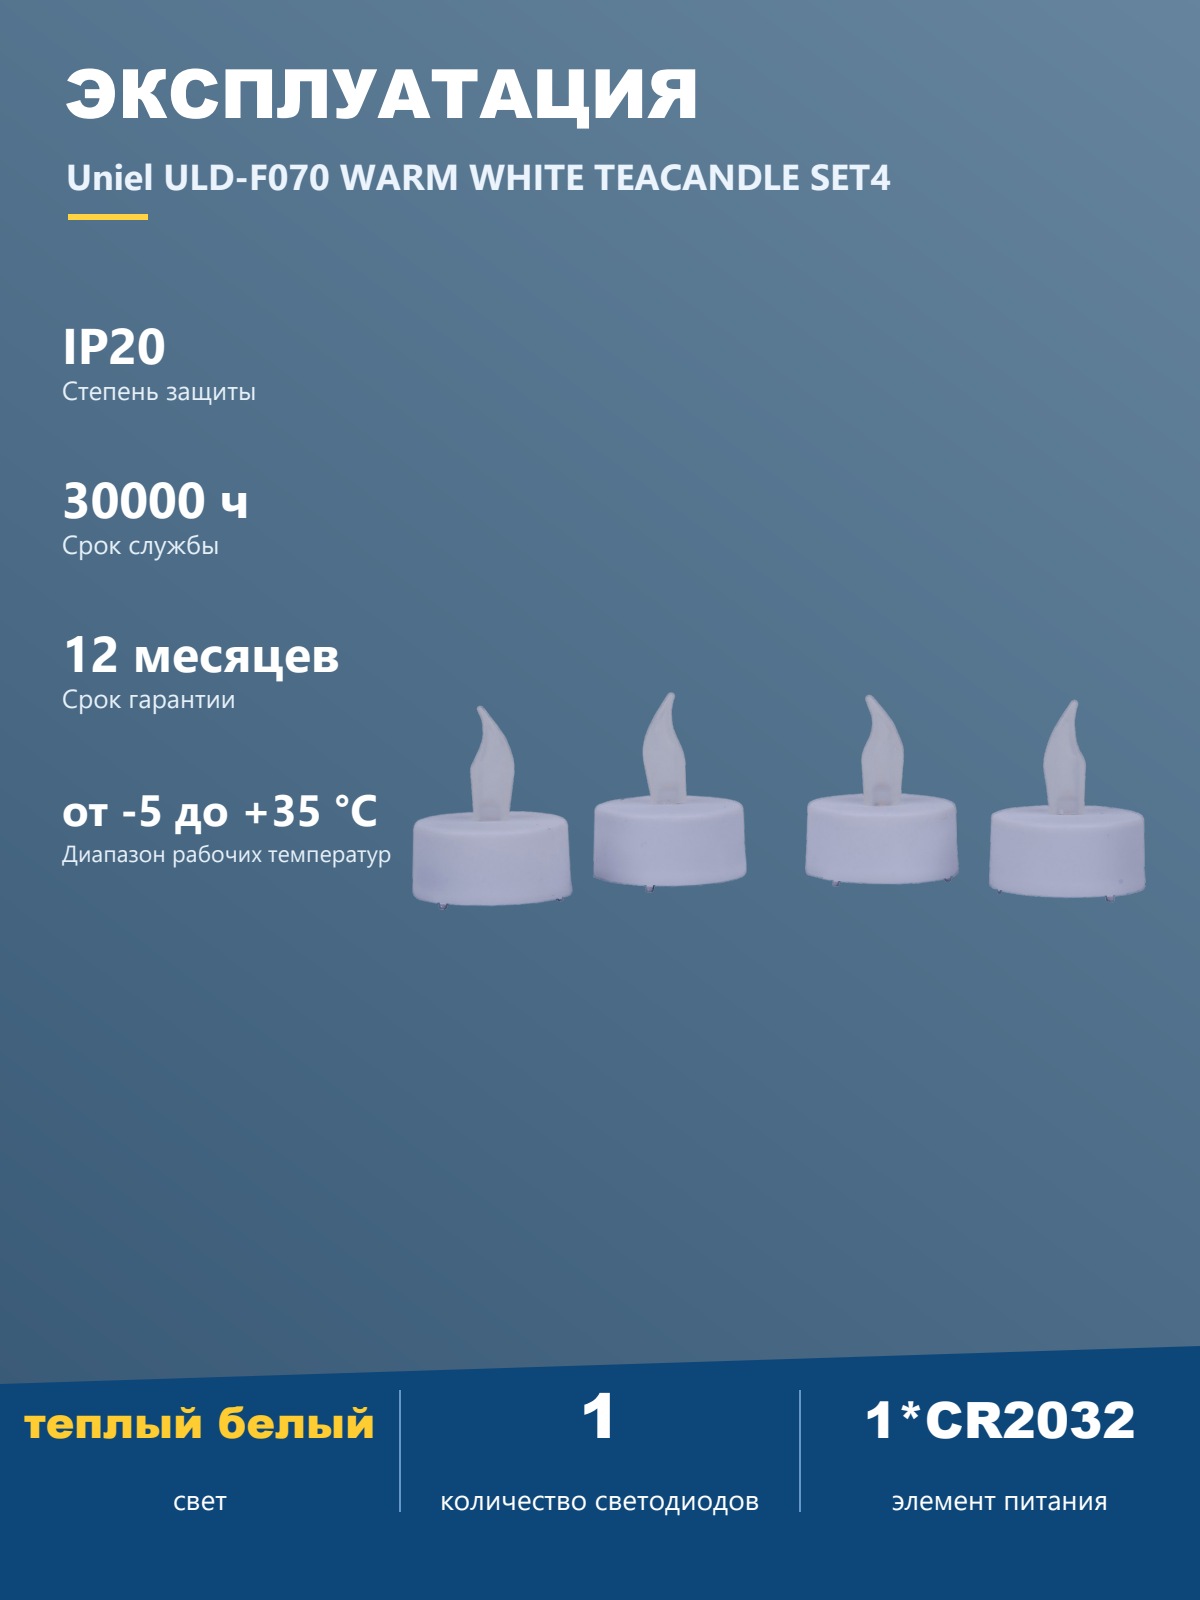 ЭКСПЛУАТАЦИЯ
Uniel ULD-F070 WARM WHITE TEACANDLE SET4
IP20
Степень защиты
30000 ч
Срок службы
12 месяцев
Срок гарантии
от -5 до +35 °C
Диапазон рабочих температур
теплый белый
свет
1
количество светодиодов
1*CR2032
элемент питания